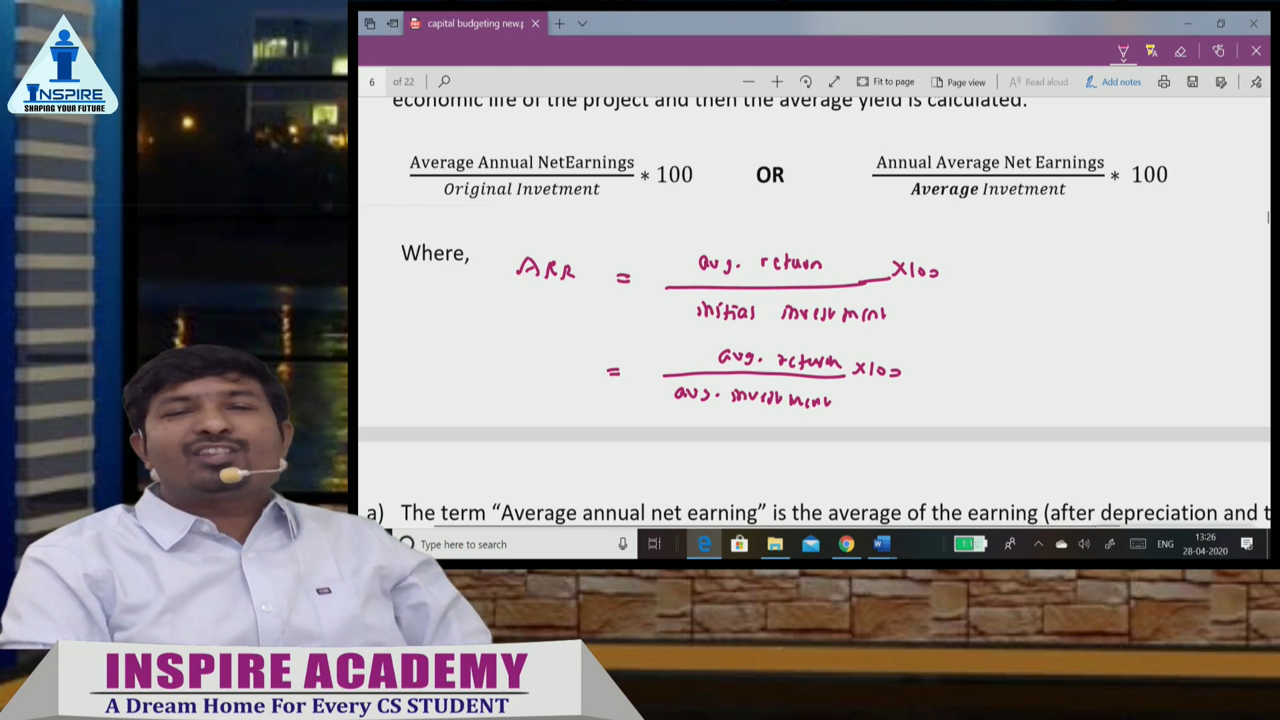 INSPIRE
SHAPING YOUR FUTURE
capital budgeting new.p
6 of 22
Fit to page
Page view
Read aloud
Add notes
economic life of the project and then the average yield is calculated.
Average Annual NetEarnings
Original Invetment
* 100
OR
Annual Average Net Earnings
Average Invetment
* 100
Where,
ARR = avg. return
initial investment
×100
= avg. return
avg. investment
×100
a) The term “Average annual net earning” is the average of the earning (after depreciation and t
Type here to search
ENG
13:26
28-04-2020
INSPIRE ACADEMY
A Dream Home For Every CS STUDENT